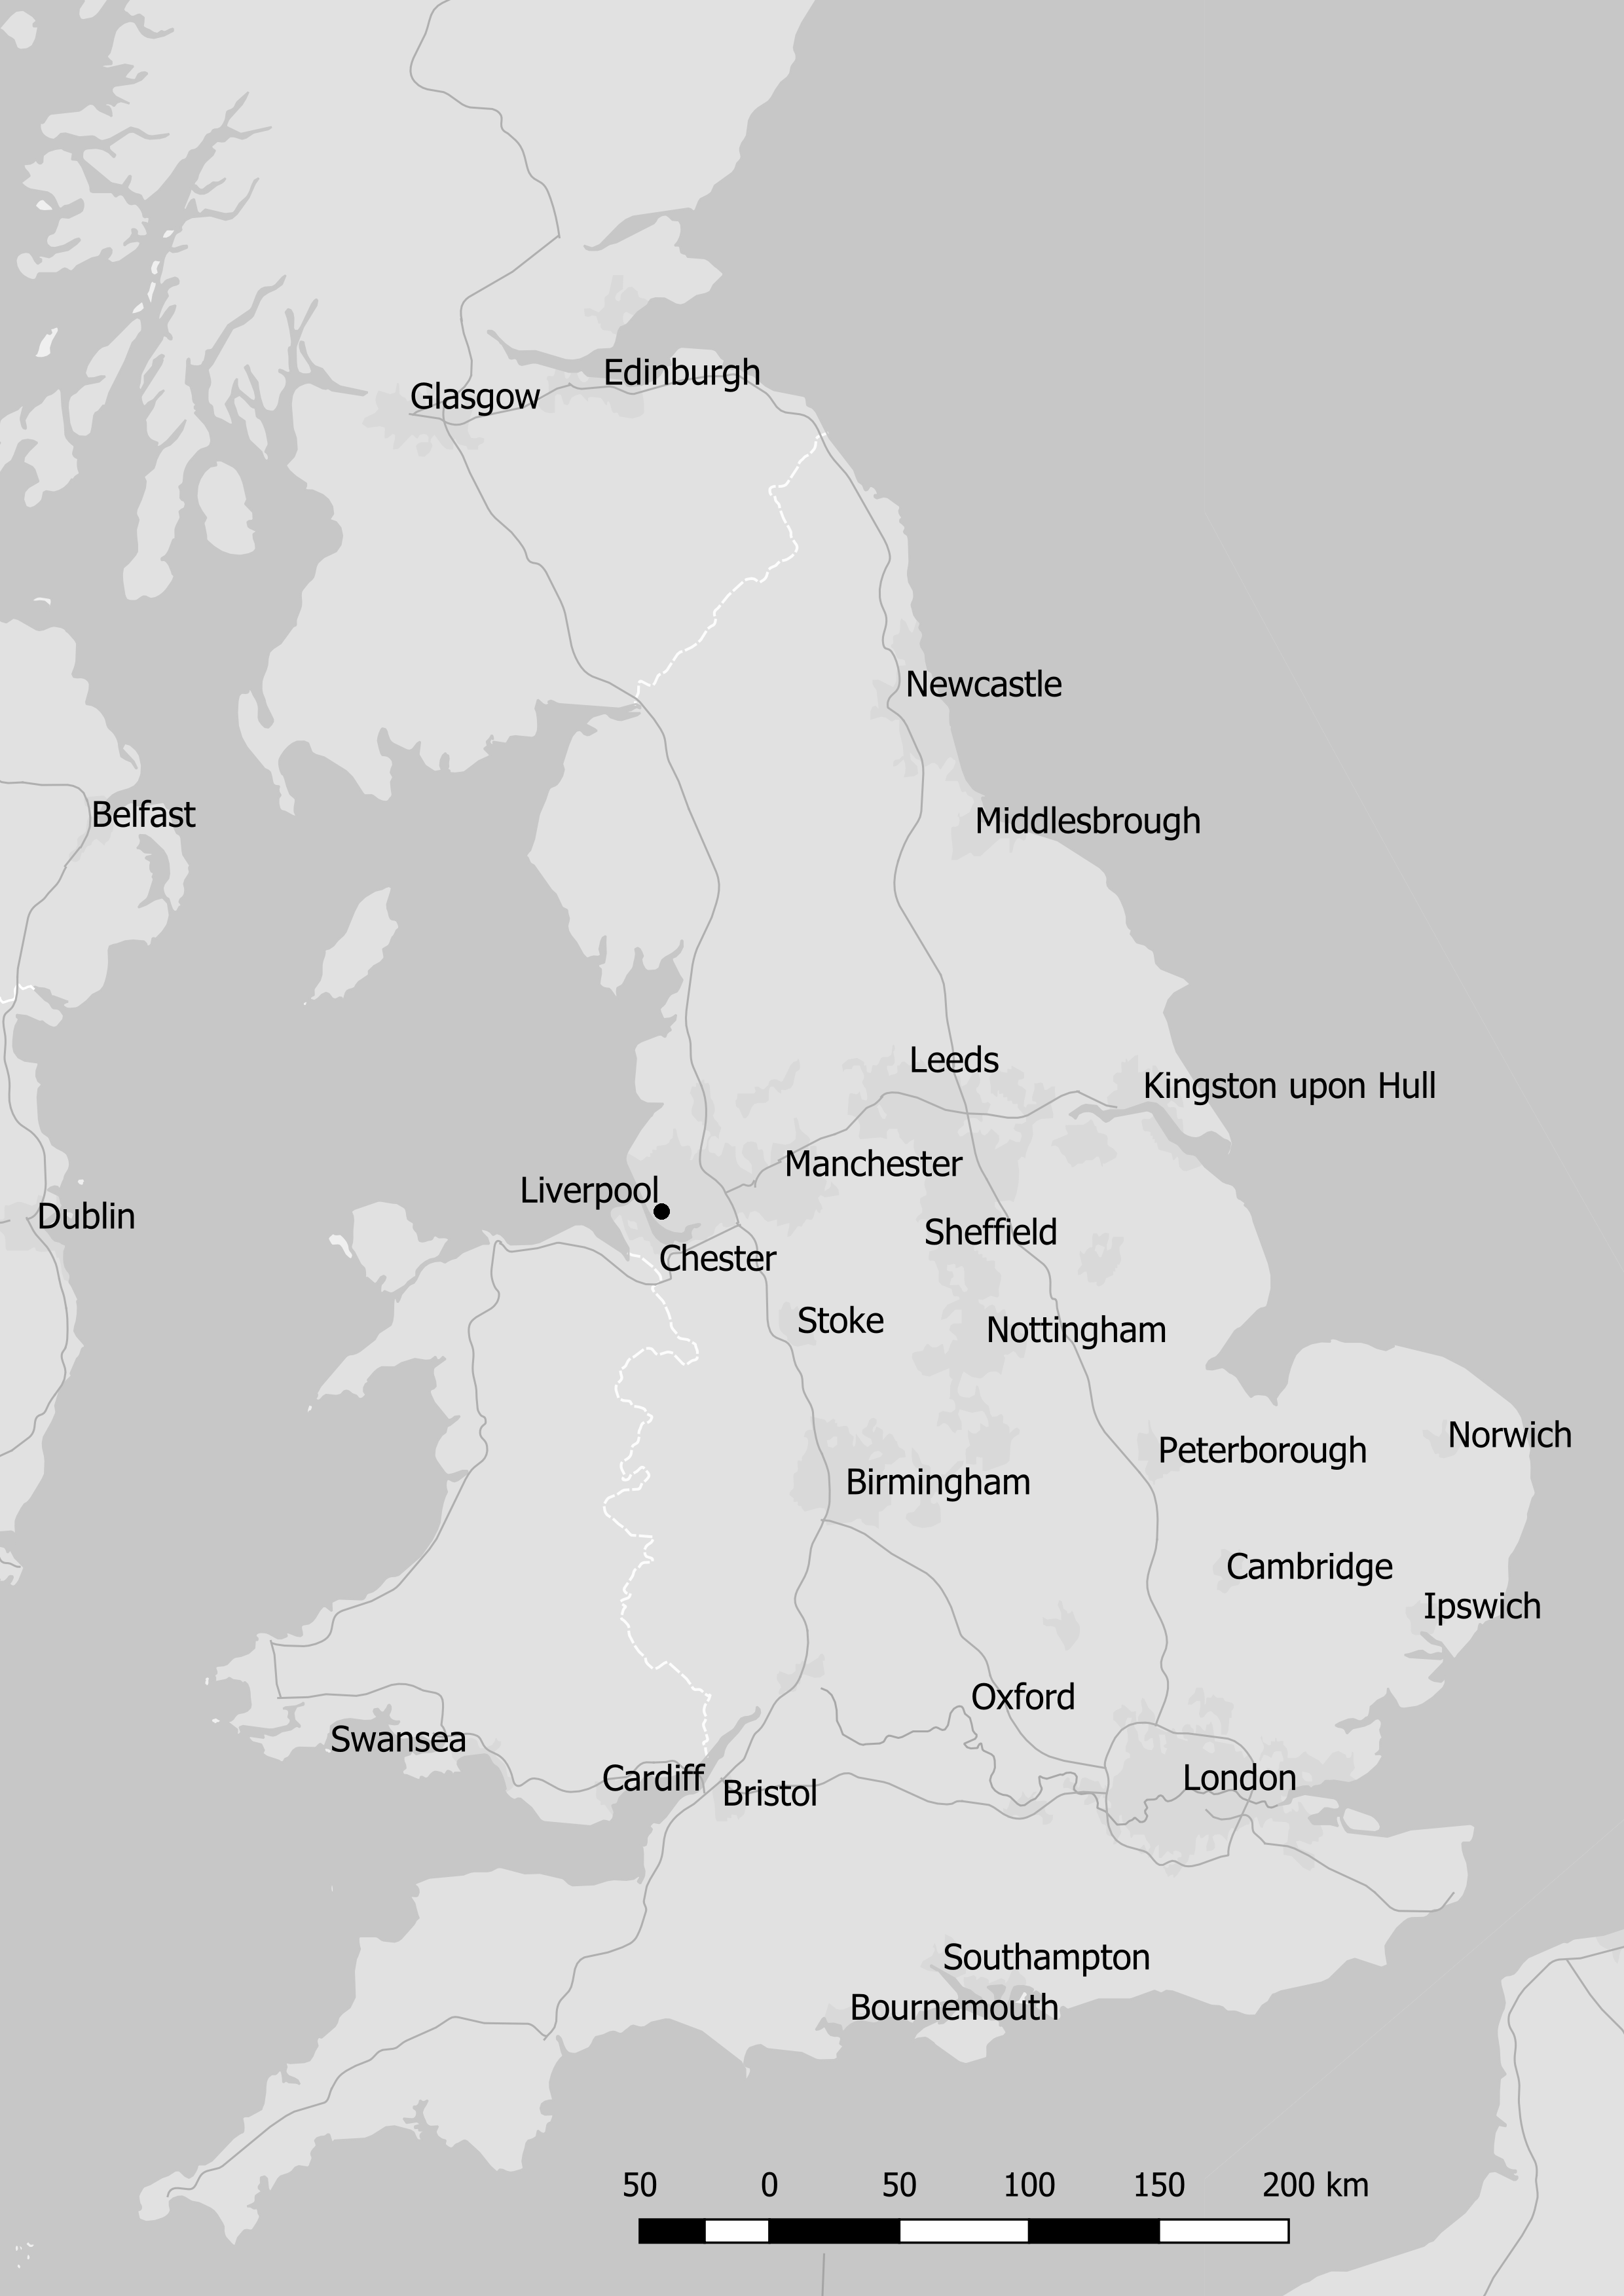 Edinburgh
Glasgow
Newcastle
Belfast
Middlesbrough
Leeds
Kingston upon Hull
Manchester
Liverpool
Dublin
Sheffield
Chester
Stoke
Nottingham
Norwich
Peterborough
Birmingham
Cambridge
Ipswich
Oxford
Swansea
Cardiff
London
Bristol
Southampton
Bournemouth
50 0 50 100 150 200 km